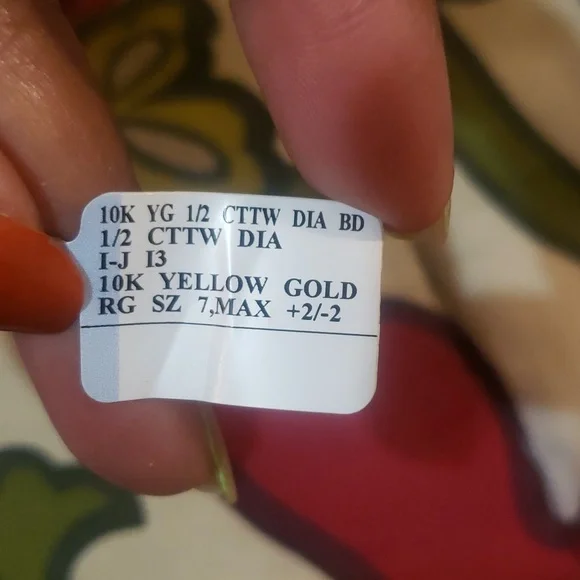 10K YG 1/2 CTTW DIA BD
1/2 CTTW DIA
I-J I3
10K YELLOW GOLD
RG SZ 7,MAX +2/-2